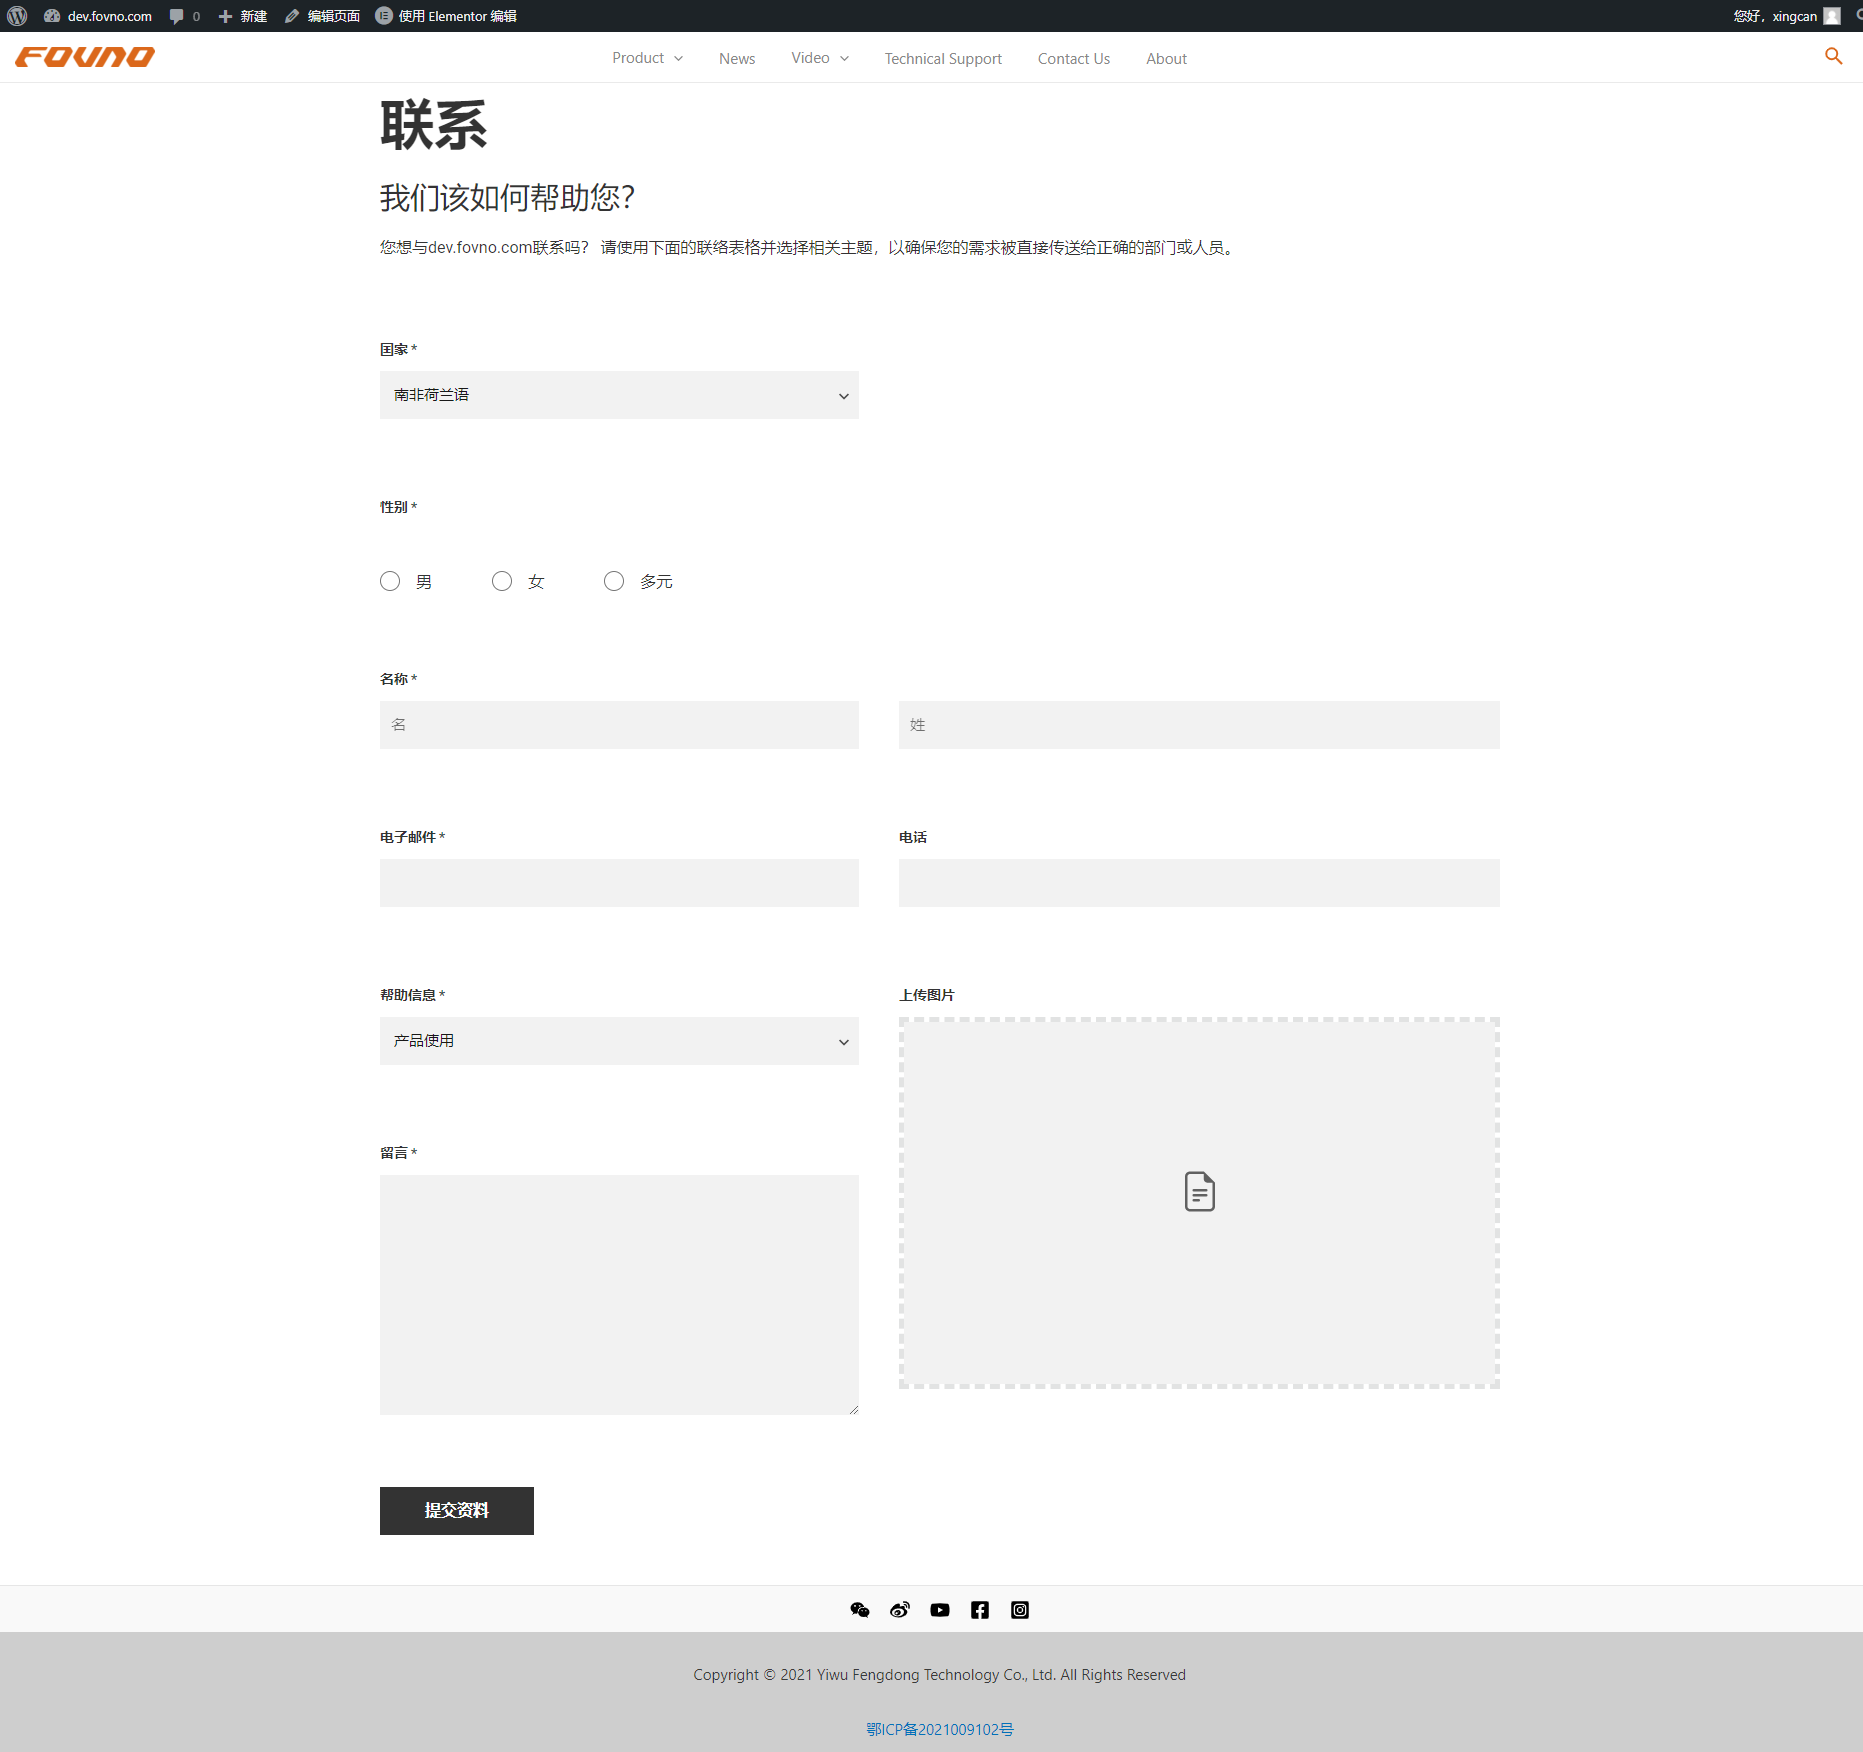 dev.fovno.com 0 新建 编辑页面 使用 Elementor 编辑 您好，xingcan
FOVNO Product News Video Technical Support Contact Us About
联系
我们该如何帮助您？
您想与dev.fovno.com联系吗？ 请使用下面的联络表格并选择相关主题，以确保您的需求被直接传送给正确的部门或人员。
国家 *
南非荷兰语
性别 *
男 女 多元
名称 *
名 姓
电子邮件 * 电话
帮助信息 * 上传图片
产品使用
留言 *
提交资料
Copyright © 2021 Yiwu Fengdong Technology Co., Ltd. All Rights Reserved
鄂ICP备2021009102号